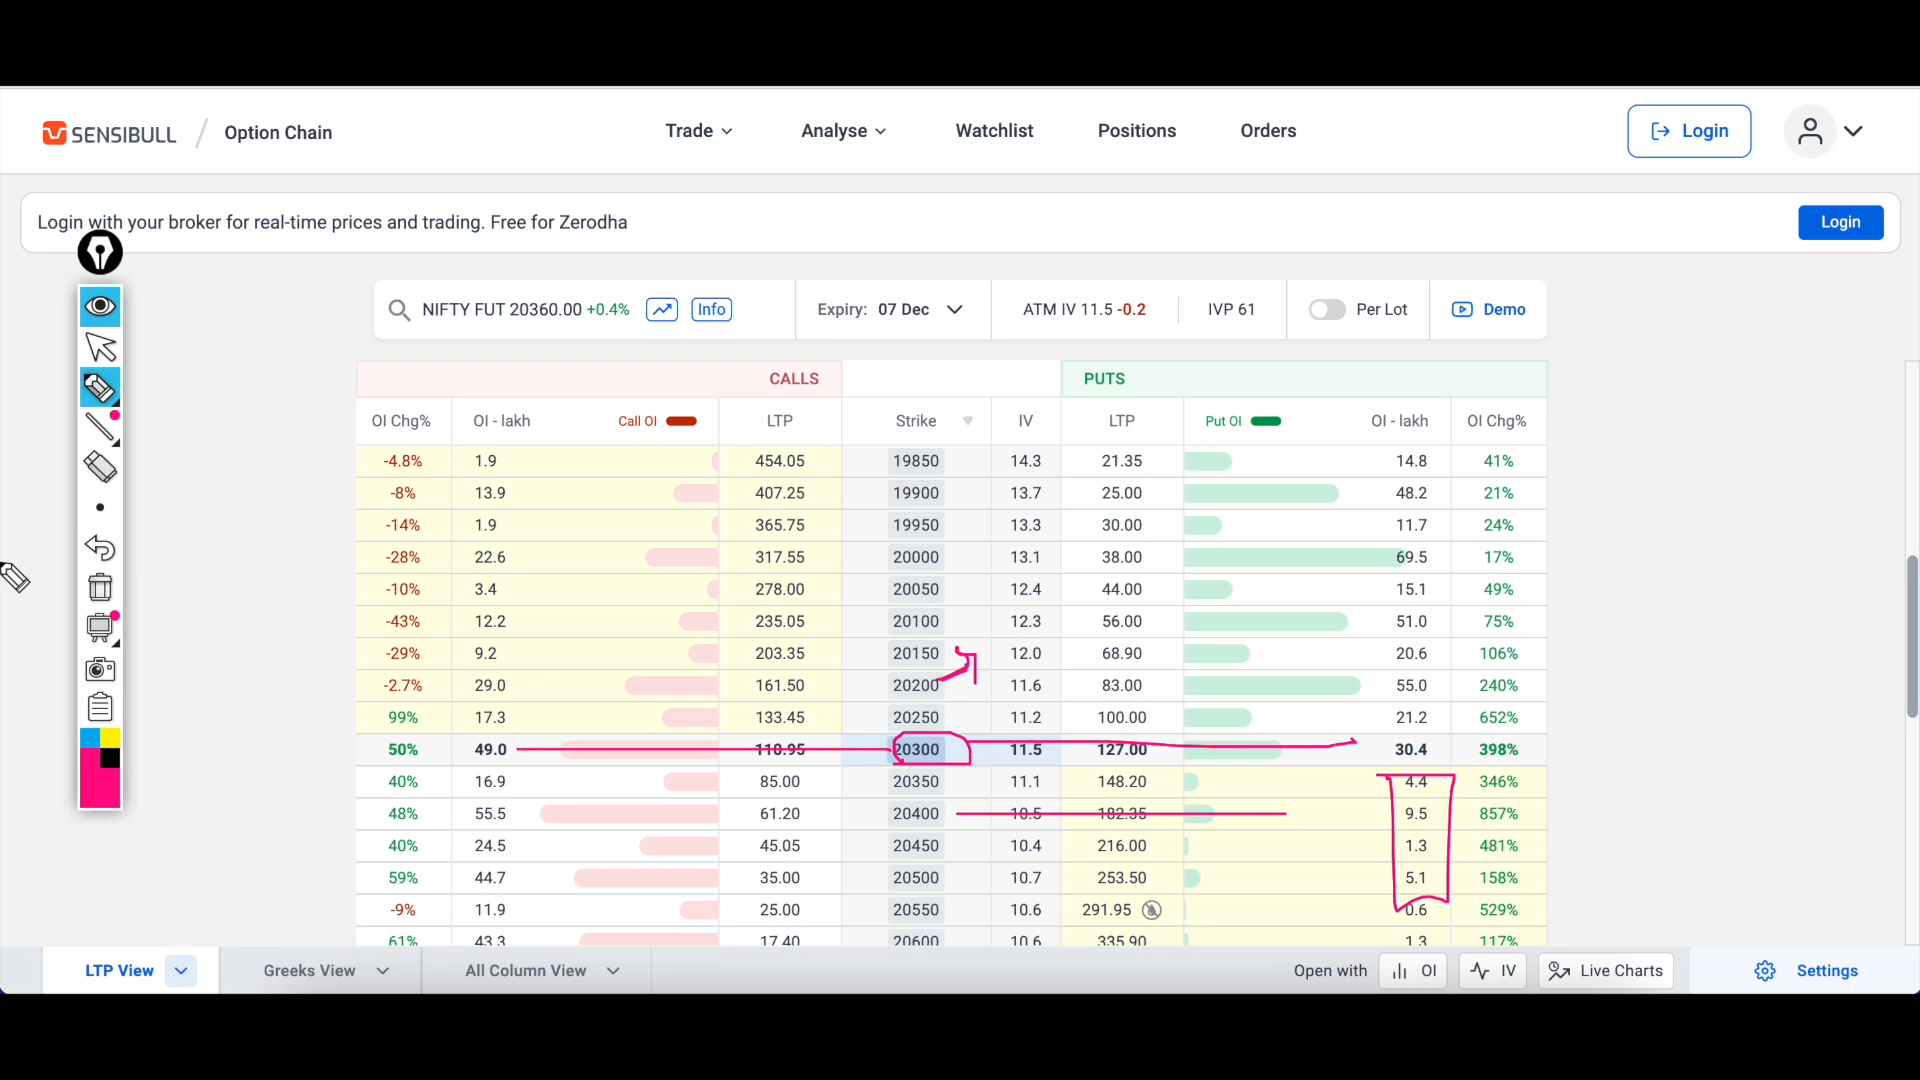 SENSIBULL / Option Chain Trade Analyse Watchlist Positions Orders Login
Login with your broker for real-time prices and trading. Free for Zerodha Login
NIFTY FUT 20360.00 +0.4% Info Expiry: 07 Dec ATM IV 11.5 -0.2 IVP 61 Per Lot Demo
CALLS PUTS
OI Chg% OI - lakh Call OI LTP Strike IV LTP Put OI OI - lakh OI Chg%
-4.8% 1.9 454.05 19850 14.3 21.35 14.8 41%
-8% 13.9 407.25 19900 13.7 25.00 48.2 21%
-14% 1.9 365.75 19950 13.3 30.00 11.7 24%
-28% 22.6 317.55 20000 13.1 38.00 69.5 17%
-10% 3.4 278.00 20050 12.4 44.00 15.1 49%
-43% 12.2 235.05 20100 12.3 56.00 51.0 75%
-29% 9.2 203.35 20150 12.0 68.90 20.6 106%
-2.7% 29.0 161.50 20200 11.6 83.00 55.0 240%
99% 17.3 133.45 20250 11.2 100.00 21.2 652%
50% 49.0 110.95 20300 11.5 127.00 30.4 398%
40% 16.9 85.00 20350 11.1 148.20 4.4 346%
48% 55.5 61.20 20400 10.5 182.35 9.5 857%
40% 24.5 45.05 20450 10.4 216.00 1.3 481%
59% 44.7 35.00 20500 10.7 253.50 5.1 158%
-9% 11.9 25.00 20550 10.6 291.95 0.6 529%
61% 43.3 17.40 20600 10.6 335.90 1.3 117%
LTP View Greeks View All Column View Open with OI IV Live Charts Settings